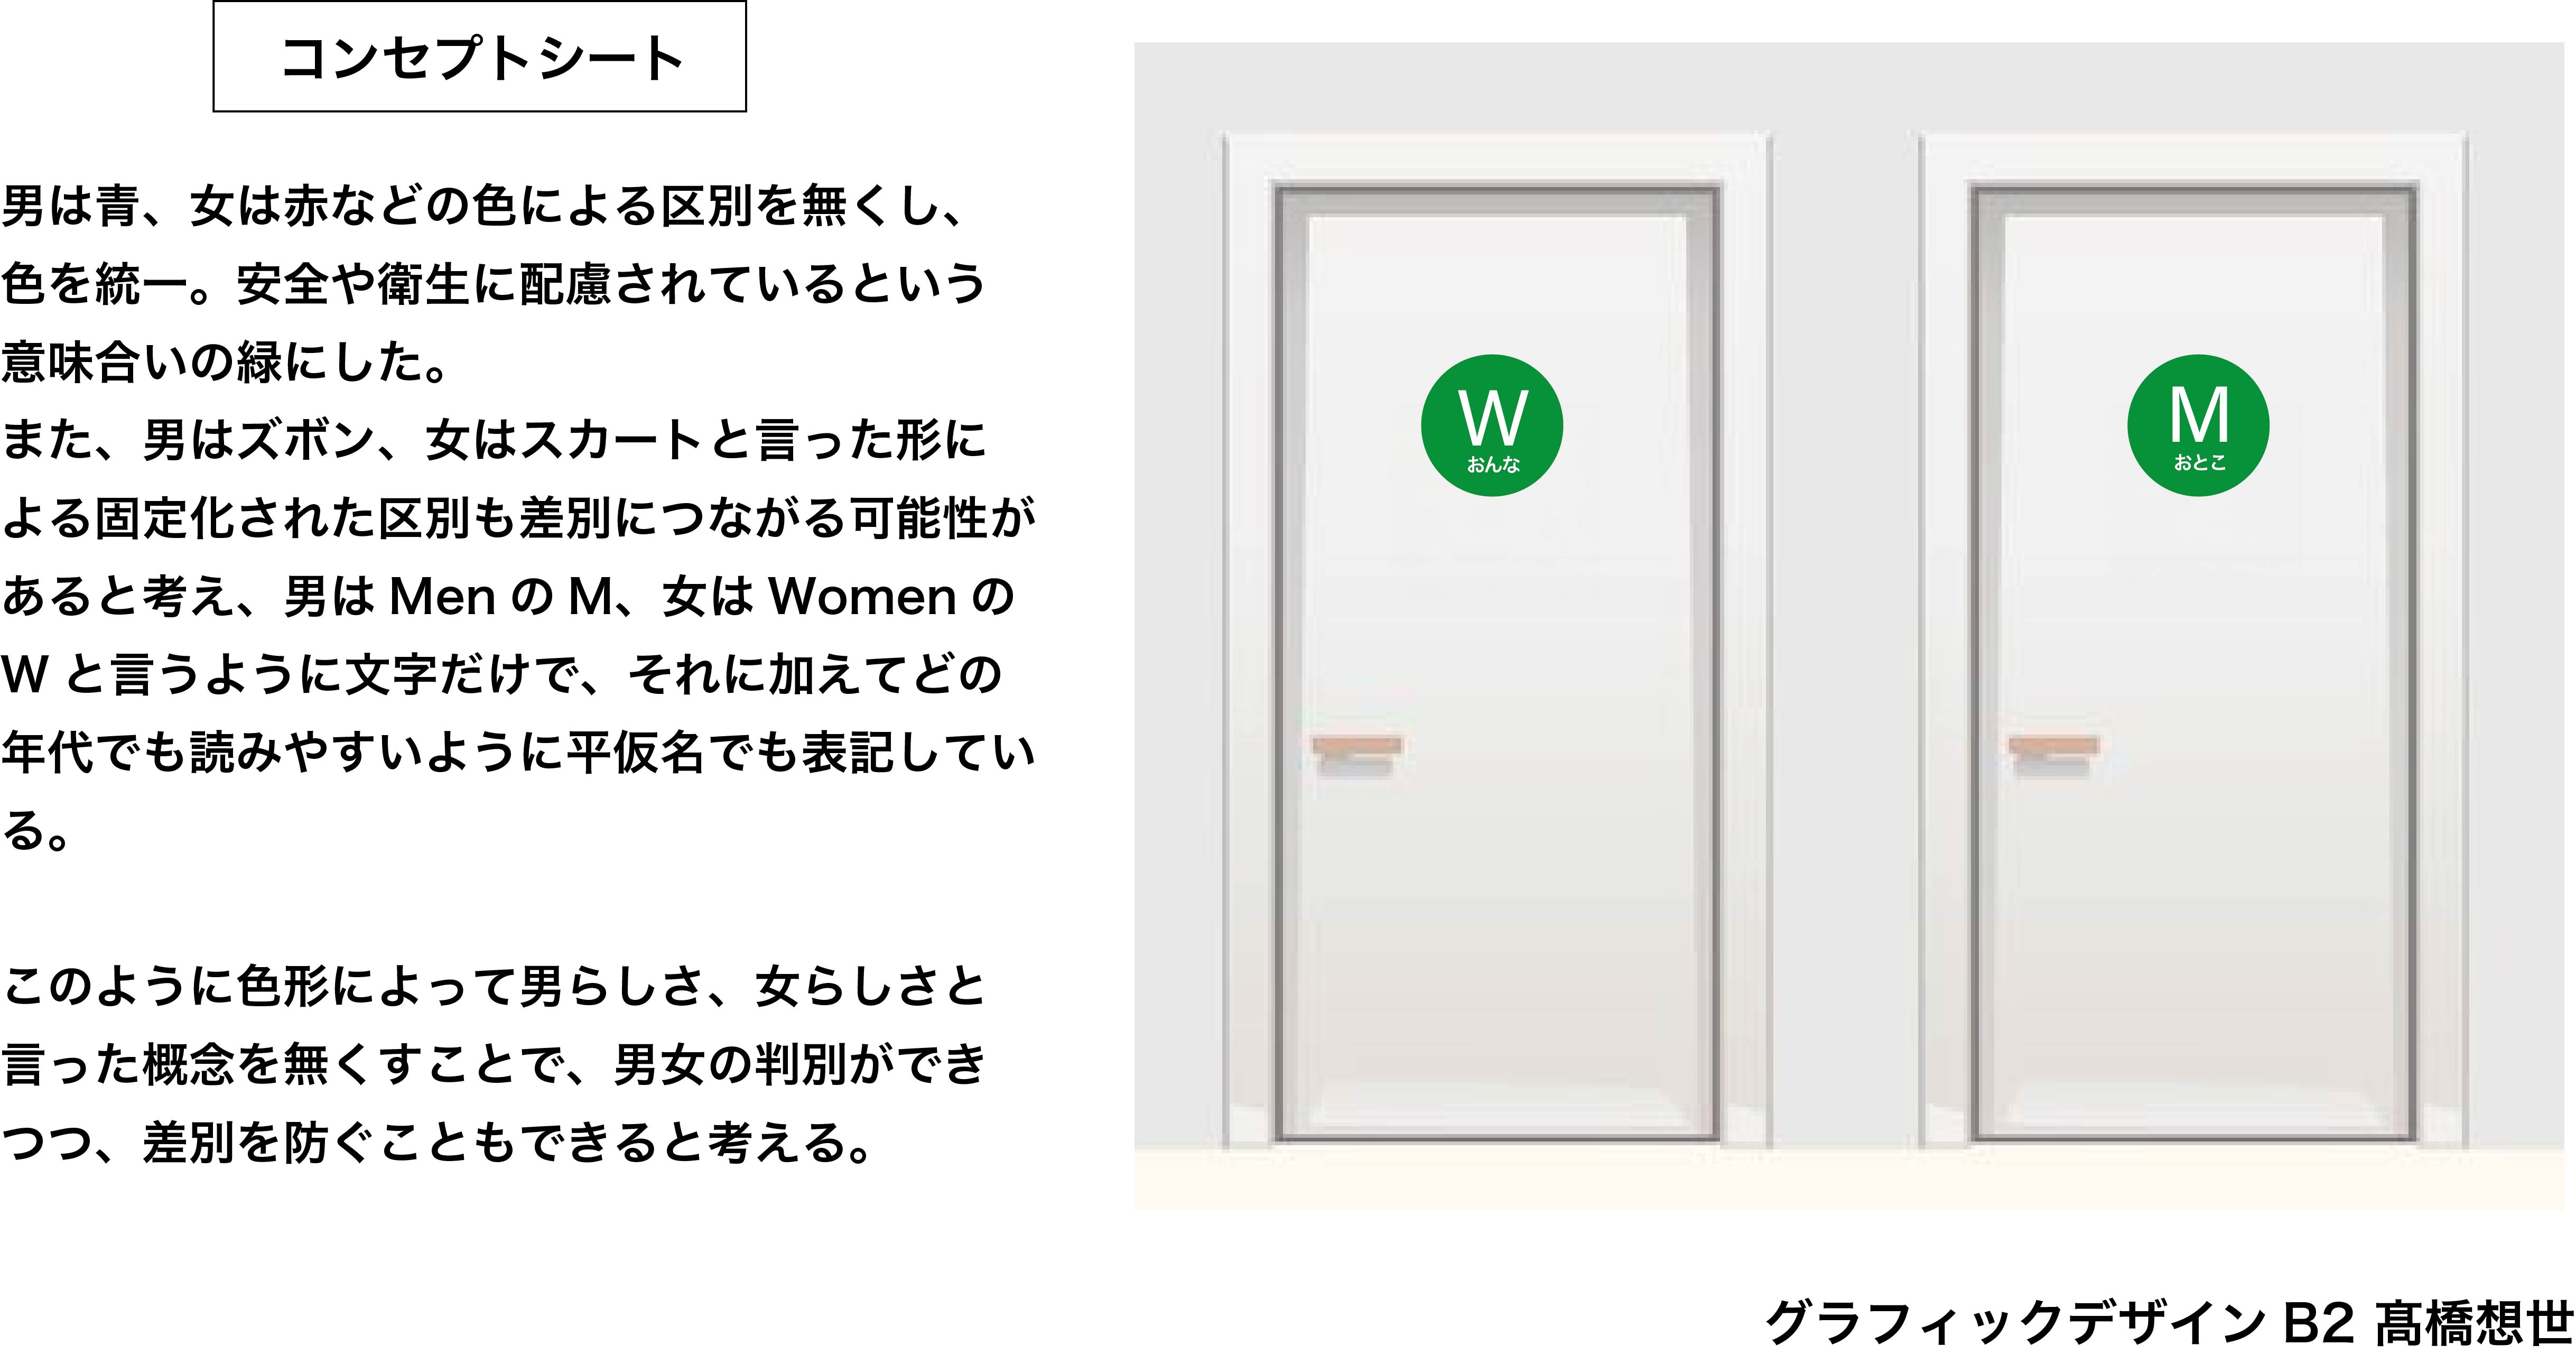 コンセプトシート
男は青、女は赤などの色による区別を無くし、
色を統一。安全や衛生に配慮されているという
意味合いの緑にした。
また、男はズボン、女はスカートと言った形に
よる固定化された区別も差別につながる可能性が
あると考え、男は Men の M、女は Women の
W と言うように文字だけで、それに加えてどの
年代でも読みやすいように平仮名でも表記してい
る。
このように色形によって男らしさ、女らしさと
言った概念を無くすことで、男女の判別ができ
つつ、差別を防ぐこともできると考える。
W
おんな
M
おとこ
グラフィックデザイン B2 髙橋想世